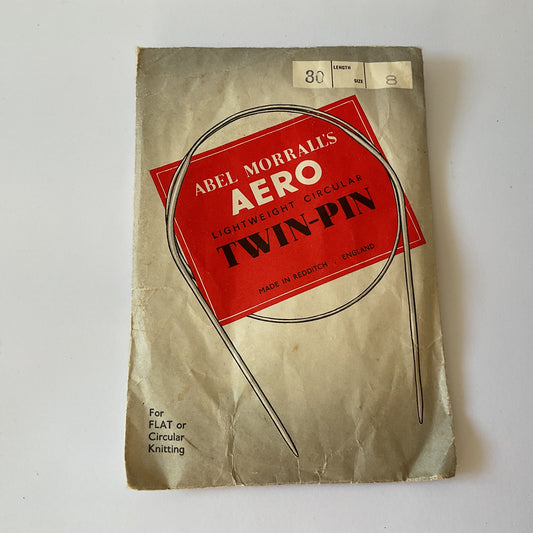 30 LENGTH SIZE 8
ABEL MORRALL'S
AERO
LIGHTWEIGHT CIRCULAR
TWIN-PIN
MADE IN REDDITCH . ENGLAND
For
FLAT or
Circular
Knitting